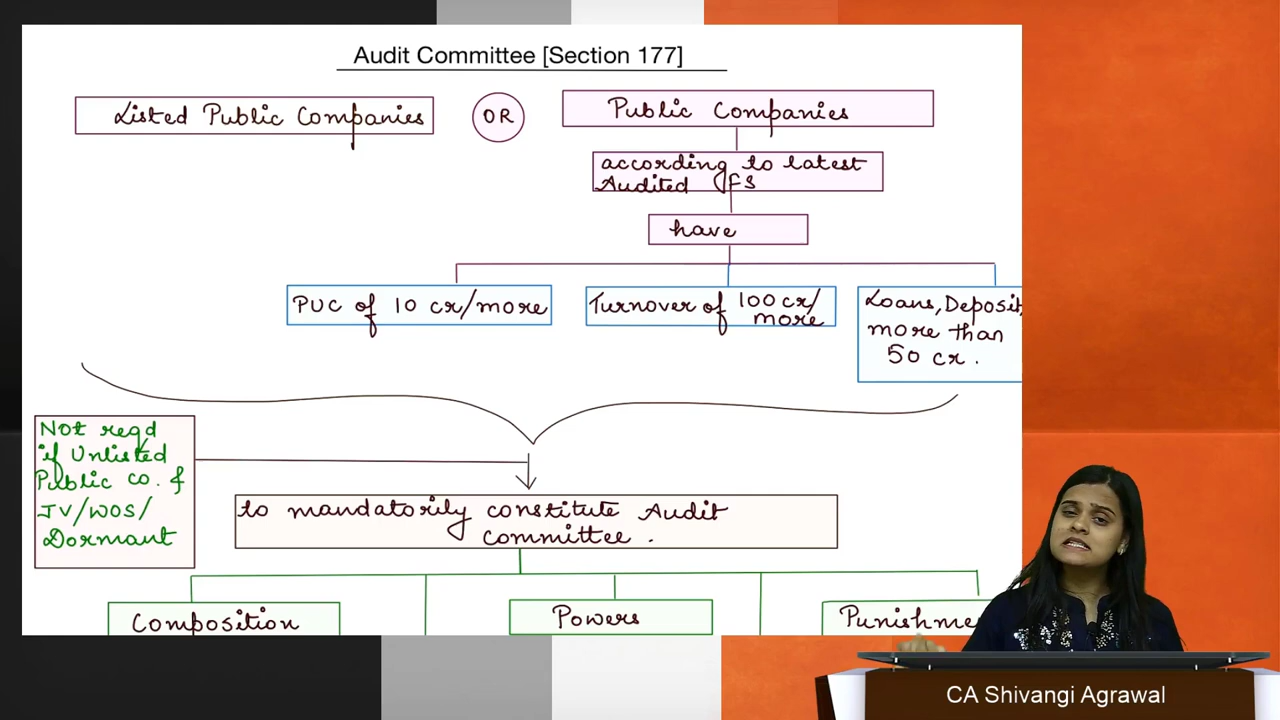 Audit Committee [Section 177]
Listed Public Companies
OR
Public Companies
according to latest
Audited FS
have
PUC of 10 cr/more
Turnover of 100 cr/
more
Loans, Deposit,
more than
50 cr.
Not reqd
if Unlisted
Public co. &
JV/WOS/
Dormant
to mandatorily constitute Audit
committee.
Composition
Powers
Punishme
CA Shivangi Agrawal